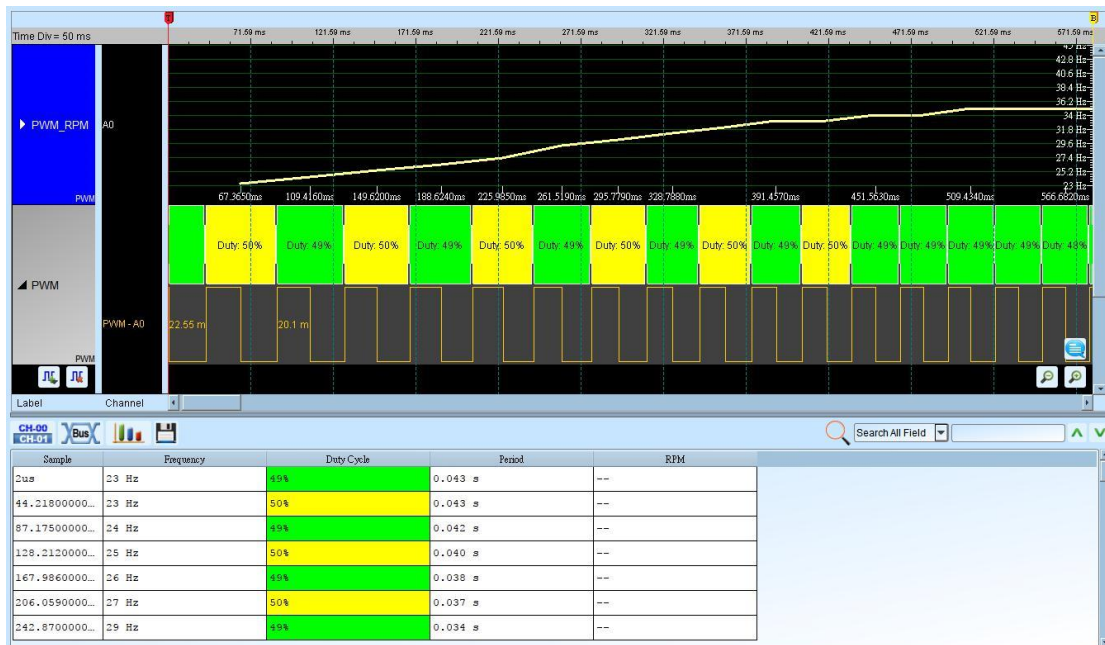 T
B
Time Div = 50 ms
71.59 ms 121.59 ms 171.59 ms 221.59 ms 271.59 ms 321.59 ms 371.59 ms 421.59 ms 471.59 ms 521.59 ms 571.59 ms
45 Hz
42.8 Hz
40.6 Hz
38.4 Hz
36.2 Hz
34 Hz
31.8 Hz
29.6 Hz
27.4 Hz
25.2 Hz
23 Hz
PWM_RPM A0
PWM
67.3650ms 109.4160ms 149.6200ms 188.6240ms 225.9850ms 261.5190ms 295.7790ms 328.7880ms 391.4570ms 451.5630ms 509.4340ms 566.6820ms
Duty: 50% Duty: 49% Duty: 50% Duty: 49% Duty: 50% Duty: 49% Duty: 50% Duty: 49% Duty: 50% Duty: 49% Duty: 50% Duty: 49% Duty: 49% Duty: 49% Duty: 49% Duty: 48%
PWM
PWM - A0
22.55 m 20.1 m
PWM
Label Channel
CH-00
CH-01
Bus
Search All Field
Sample Frequency Duty Cycle Period RPM
2us 23 Hz 49% 0.043 s --
44.21800000... 23 Hz 50% 0.043 s --
87.17500000... 24 Hz 49% 0.042 s --
128.2120000... 25 Hz 50% 0.040 s --
167.9860000... 26 Hz 49% 0.038 s --
206.0590000... 27 Hz 50% 0.037 s --
242.8700000... 29 Hz 49% 0.034 s --